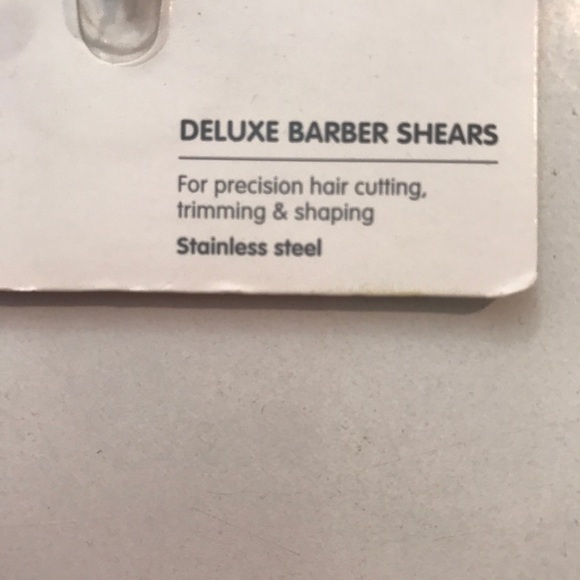 DELUXE BARBER SHEARS
For precision hair cutting,
trimming & shaping
Stainless steel